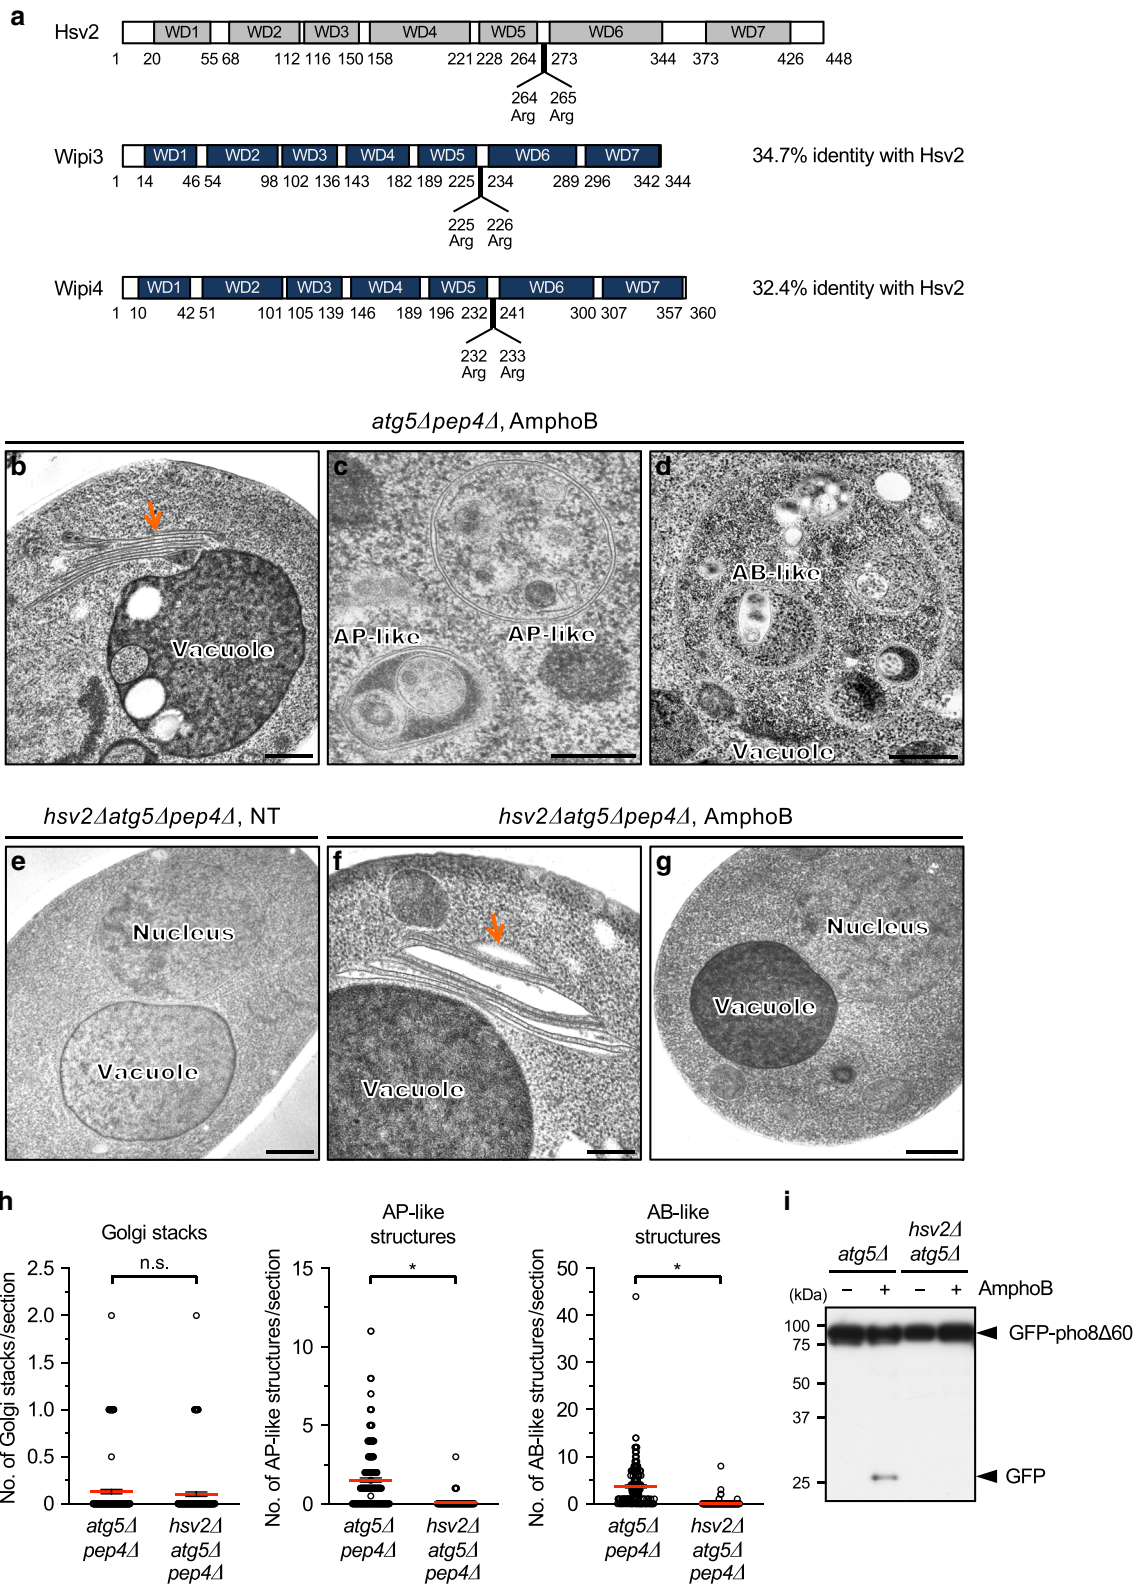 a
Hsv2
WD1 WD2 WD3 WD4 WD5 WD6 WD7
1 20 55 68 112 116 150 158 221 228 264 273 344 373 426 448
264 265
Arg Arg
Wipi3
WD1 WD2 WD3 WD4 WD5 WD6 WD7
34.7% identity with Hsv2
1 14 46 54 98 102 136 143 182 189 225 234 289 296 342 344
225 226
Arg Arg
Wipi4
WD1 WD2 WD3 WD4 WD5 WD6 WD7
32.4% identity with Hsv2
1 10 42 51 101 105 139 146 189 196 232 241 300 307 357 360
232 233
Arg Arg
atg5Δpep4Δ, AmphoB
b
Vacuole
c
AP-like
AP-like
d
AB-like
Vacuole
hsv2Δatg5Δpep4Δ, NT
hsv2Δatg5Δpep4Δ, AmphoB
e
Nucleus
Vacuole
f
Vacuole
g
Nucleus
Vacuole
h
Golgi stacks
n.s.
No. of Golgi stacks/section
2.5
2.0
1.5
1.0
0.5
0
atg5Δ
pep4Δ
hsv2Δ
atg5Δ
pep4Δ
AP-like
structures
*
No. of AP-like structures/section
15
10
5
0
atg5Δ
pep4Δ
hsv2Δ
atg5Δ
pep4Δ
AB-like
structures
*
No. of AB-like structures/section
50
40
30
20
10
0
atg5Δ
pep4Δ
hsv2Δ
atg5Δ
pep4Δ
i
atg5Δ
hsv2Δ
atg5Δ
− + − + AmphoB
(kDa)
100
75
50
37
25
GFP-pho8Δ60
GFP